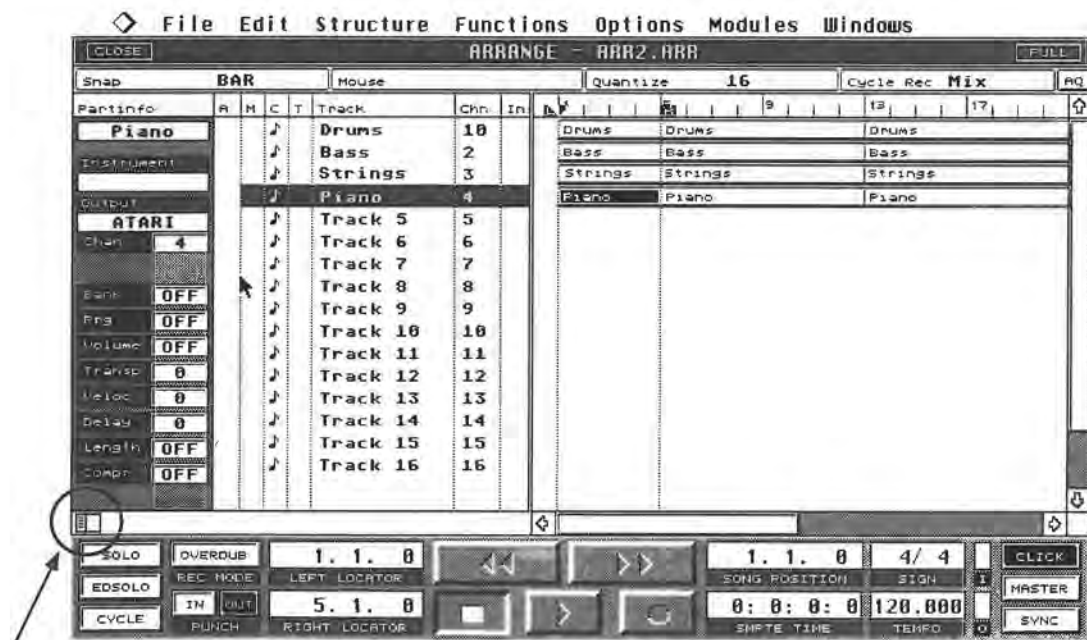 File Edit Structure Functions Options Modules Windows
CLOSE ARRANGE - ARR2.ARR FULL
Snap BAR Mouse Quantize 16 Cycle Rec Mix AQ
Partinfo A M C T Track Chn In 5 9 13 17
Piano
Instrument
Output
ATARI
Chan 4
Bank OFF
Prg OFF
Volume OFF
Transp 0
Veloc 0
Delay 0
Length OFF
Compr OFF
Drums 10 Drums Drums Drums
Bass 2 Bass Bass Bass
Strings 3 Strings Strings Strings
Piano 4 Piano Piano Piano
Track 5 5
Track 6 6
Track 7 7
Track 8 8
Track 9 9
Track 10 10
Track 11 11
Track 12 12
Track 13 13
Track 14 14
Track 15 15
Track 16 16
SOLO OVERDUB 1. 1. 0 1. 1. 0 4/ 4 CLICK
REC MODE LEFT LOCATOR SONG POSITION SIGN I
EDSOLO MASTER
IN OUT 5. 1. 0 0: 0: 0: 0 120.000
CYCLE PUNCH RIGHT LOCATOR SMPTE TIME TEMPO O SYNC